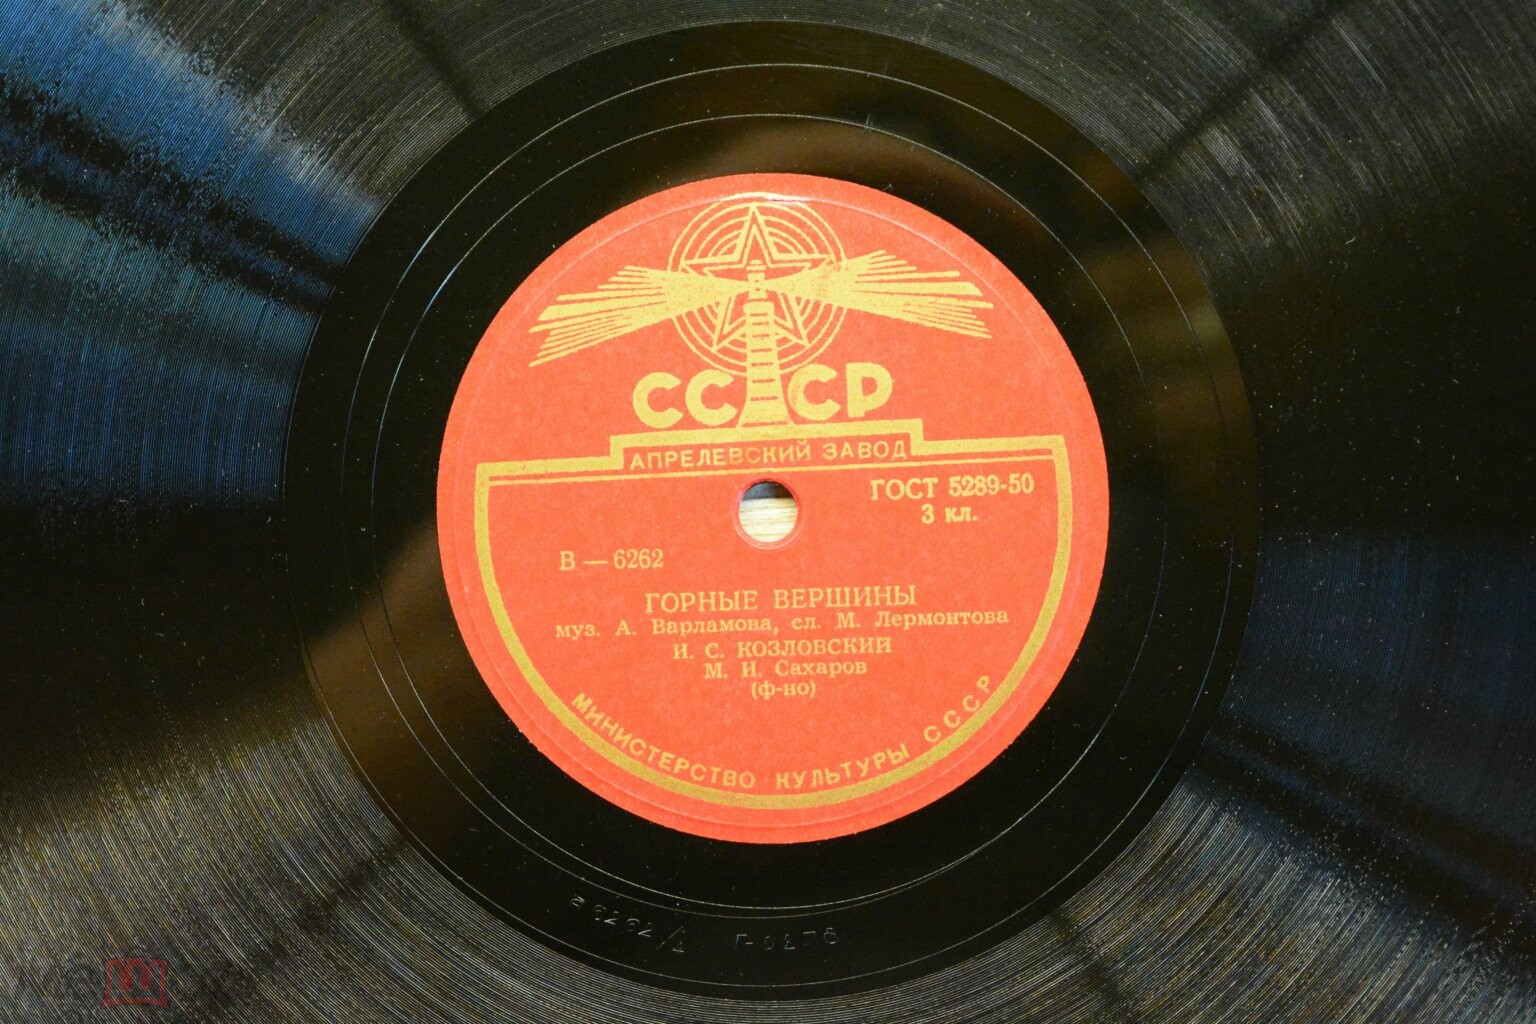 СССР
АПРЕЛЕВСКИЙ ЗАВОД
ГОСТ 5289-50
3 кл.
В — 6262
ГОРНЫЕ ВЕРШИНЫ
муз. А. Варламова, сл. М. Лермонтова
И. С. КОЗЛОВСКИЙ
М. И. Сахаров
(ф-но)
МИНИСТЕРСТВО КУЛЬТУРЫ СССР